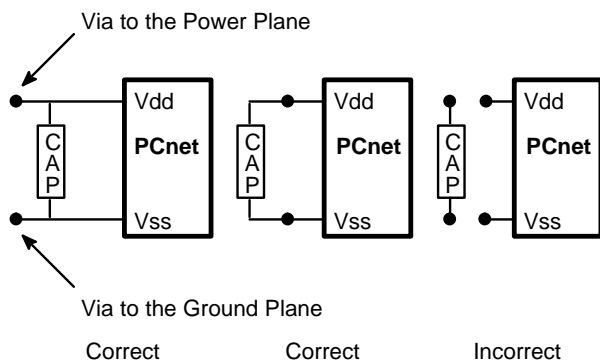 Via to the Power Plane
Vdd Vdd Vdd
CAP PCnet CAP PCnet CAP PCnet
Vss Vss Vss
Via to the Ground Plane
Correct Correct Incorrect